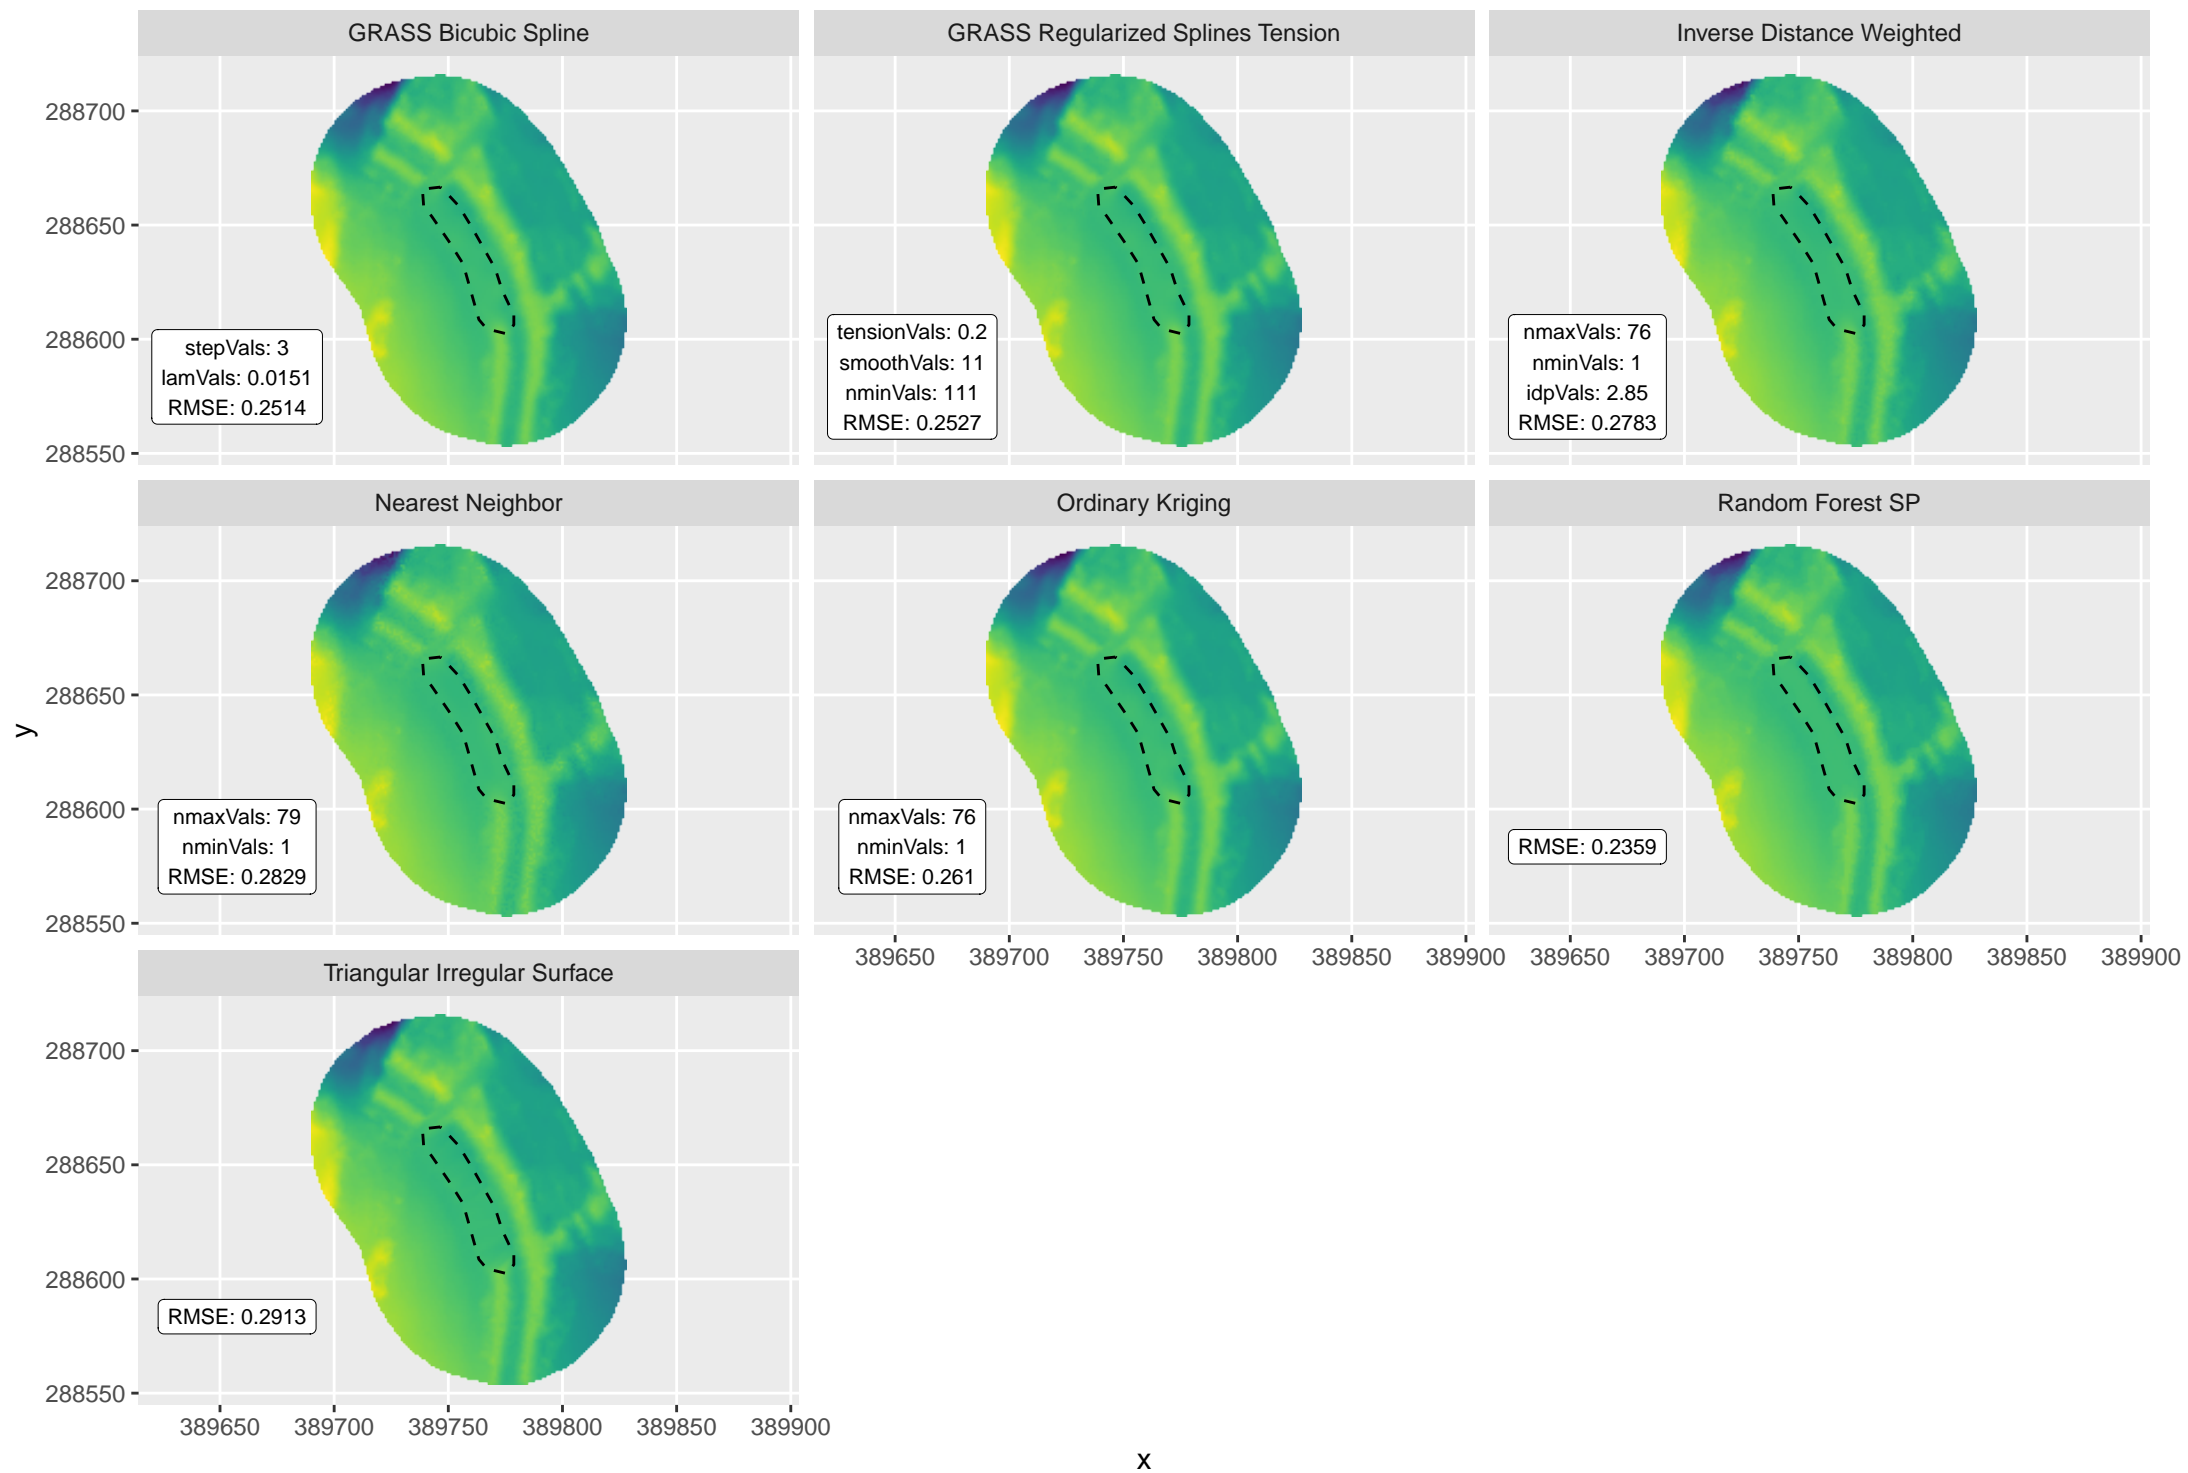 GRASS Bicubic Spline
GRASS Regularized Splines Tension
Inverse Distance Weighted
288700
288650
288600
288550
stepVals: 3
lamVals: 0.0151
RMSE: 0.2514
tensionVals: 0.2
smoothVals: 11
nminVals: 111
RMSE: 0.2527
nmaxVals: 76
nminVals: 1
idpVals: 2.85
RMSE: 0.2783
Nearest Neighbor
Ordinary Kriging
Random Forest SP
288700
288650
288600
288550
y
nmaxVals: 79
nminVals: 1
RMSE: 0.2829
nmaxVals: 76
nminVals: 1
RMSE: 0.261
RMSE: 0.2359
389650 389700 389750 389800 389850 389900
389650 389700 389750 389800 389850 389900
Triangular Irregular Surface
288700
288650
288600
288550
RMSE: 0.2913
389650 389700 389750 389800 389850 389900
x